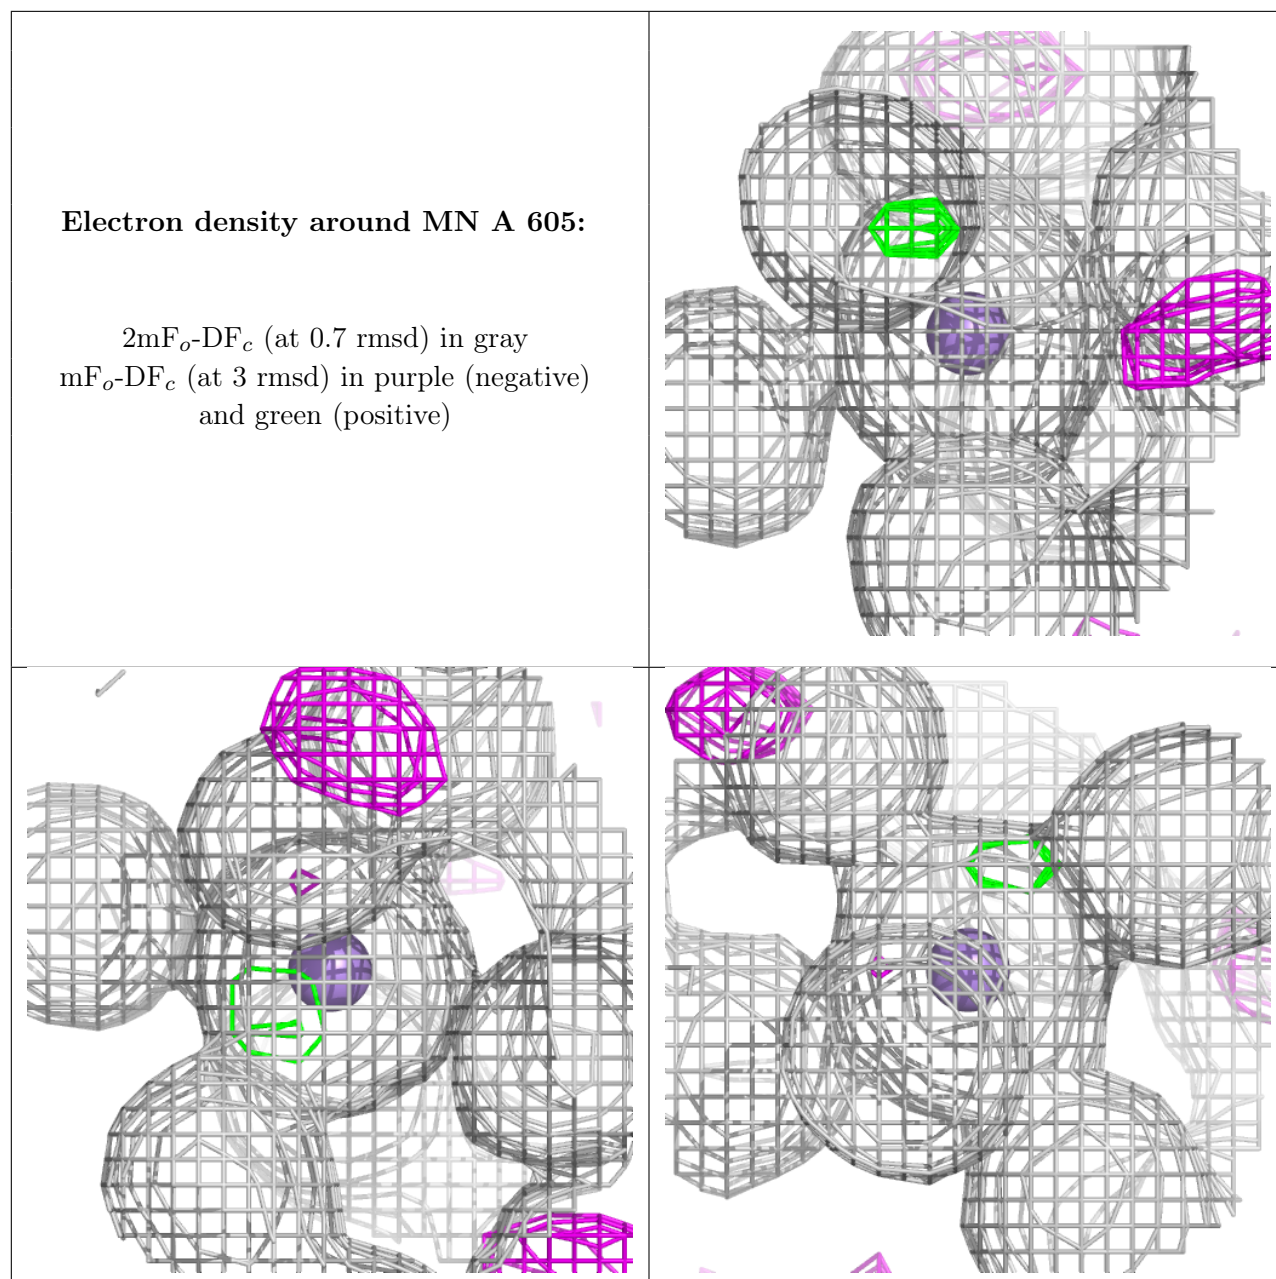 Electron density around MN A 605:
2mFo-DFc (at 0.7 rmsd) in gray
mFo-DFc (at 3 rmsd) in purple (negative)
and green (positive)